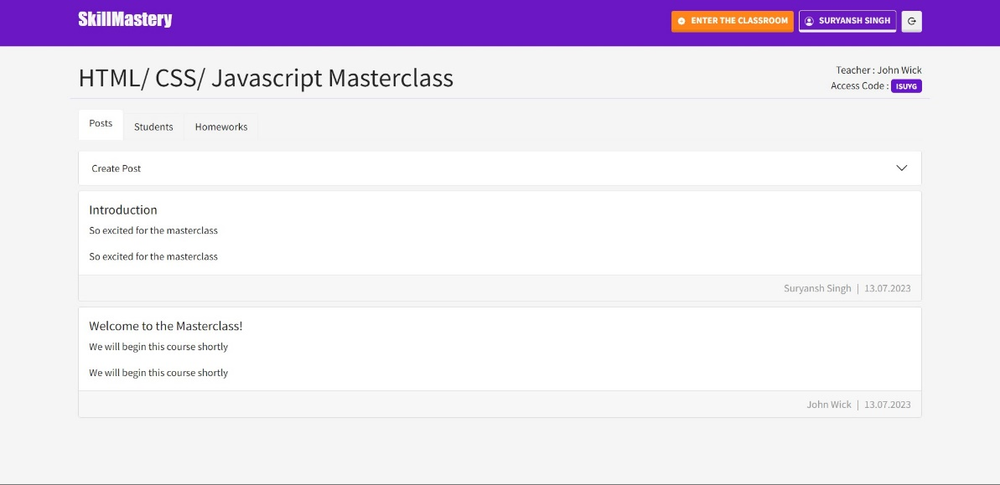 SkillMastery
ENTER THE CLASSROOM
SURYANSH SINGH
HTML/ CSS/ Javascript Masterclass
Teacher : John Wick
Access Code : ISUYG
Posts
Students
Homeworks
Create Post
Introduction
So excited for the masterclass
So excited for the masterclass
Suryansh Singh | 13.07.2023
Welcome to the Masterclass!
We will begin this course shortly
We will begin this course shortly
John Wick | 13.07.2023